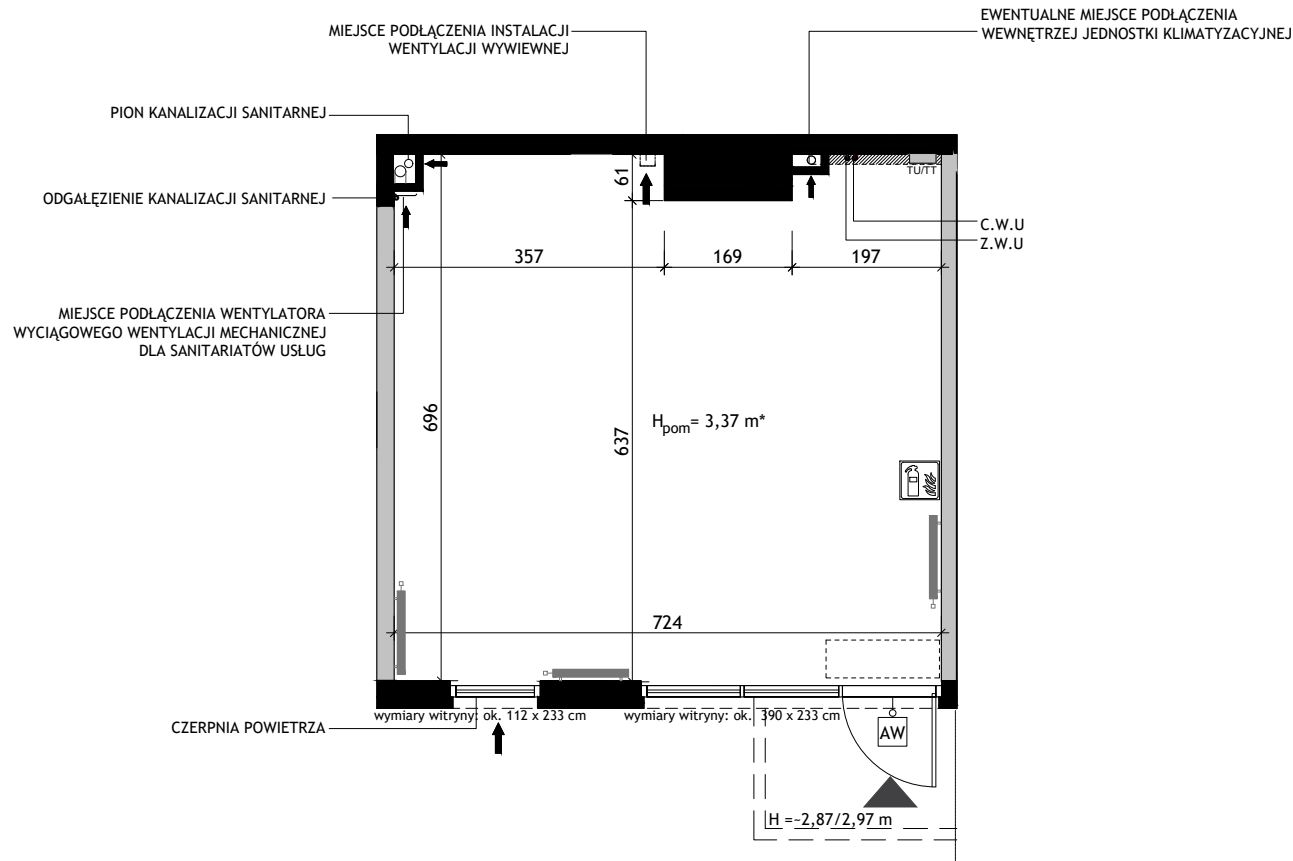 MIEJSCE PODŁĄCZENIA INSTALACJI
WENTYLACJI WYWIEWNEJ
EWENTUALNE MIEJSCE PODŁĄCZENIA
WEWNĘTRZEJ JEDNOSTKI KLIMATYZACYJNEJ
PION KANALIZACJI SANITARNEJ
ODGAŁĘZIENIE KANALIZACJI SANITARNEJ
61
TU/TT
C.W.U
Z.W.U
357
169
197
MIEJSCE PODŁĄCZENIA WENTYLATORA
WYCIĄGOWEGO WENTYLACJI MECHANICZNEJ
DLA SANITARIATÓW USŁUG
696
637
Hpom= 3,37 m*
724
wymiary witryny: ok. 112 x 233 cm
wymiary witryny: ok. 390 x 233 cm
CZERPNIA POWIETRZA
AW
H =~2,87/2,97 m